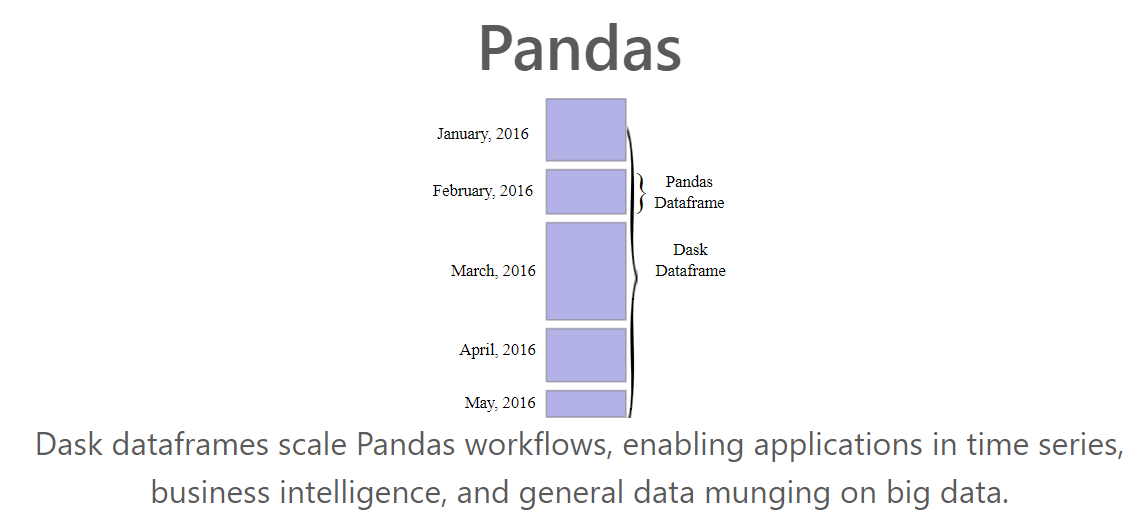 Pandas
January, 2016
February, 2016
Pandas
Dataframe
March, 2016
Dask
Dataframe
April, 2016
May, 2016
Dask dataframes scale Pandas workflows, enabling applications in time series,
business intelligence, and general data munging on big data.